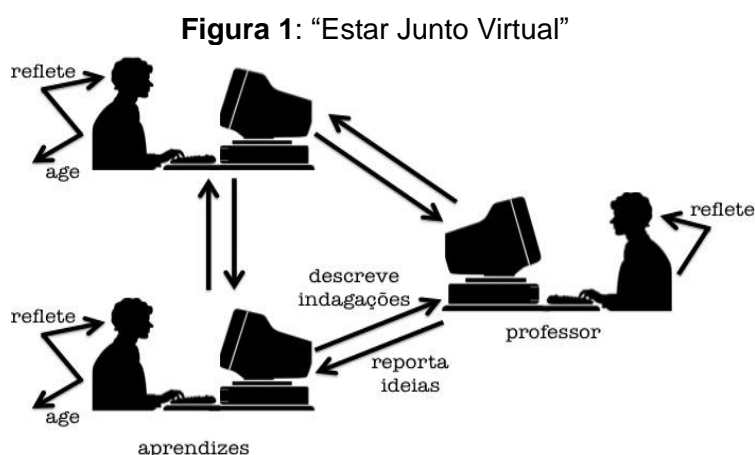 Figura 1: “Estar Junto Virtual”
reflete
age
reflete
descreve
indagações
professor
reflete
reporta
ideias
age
aprendizes